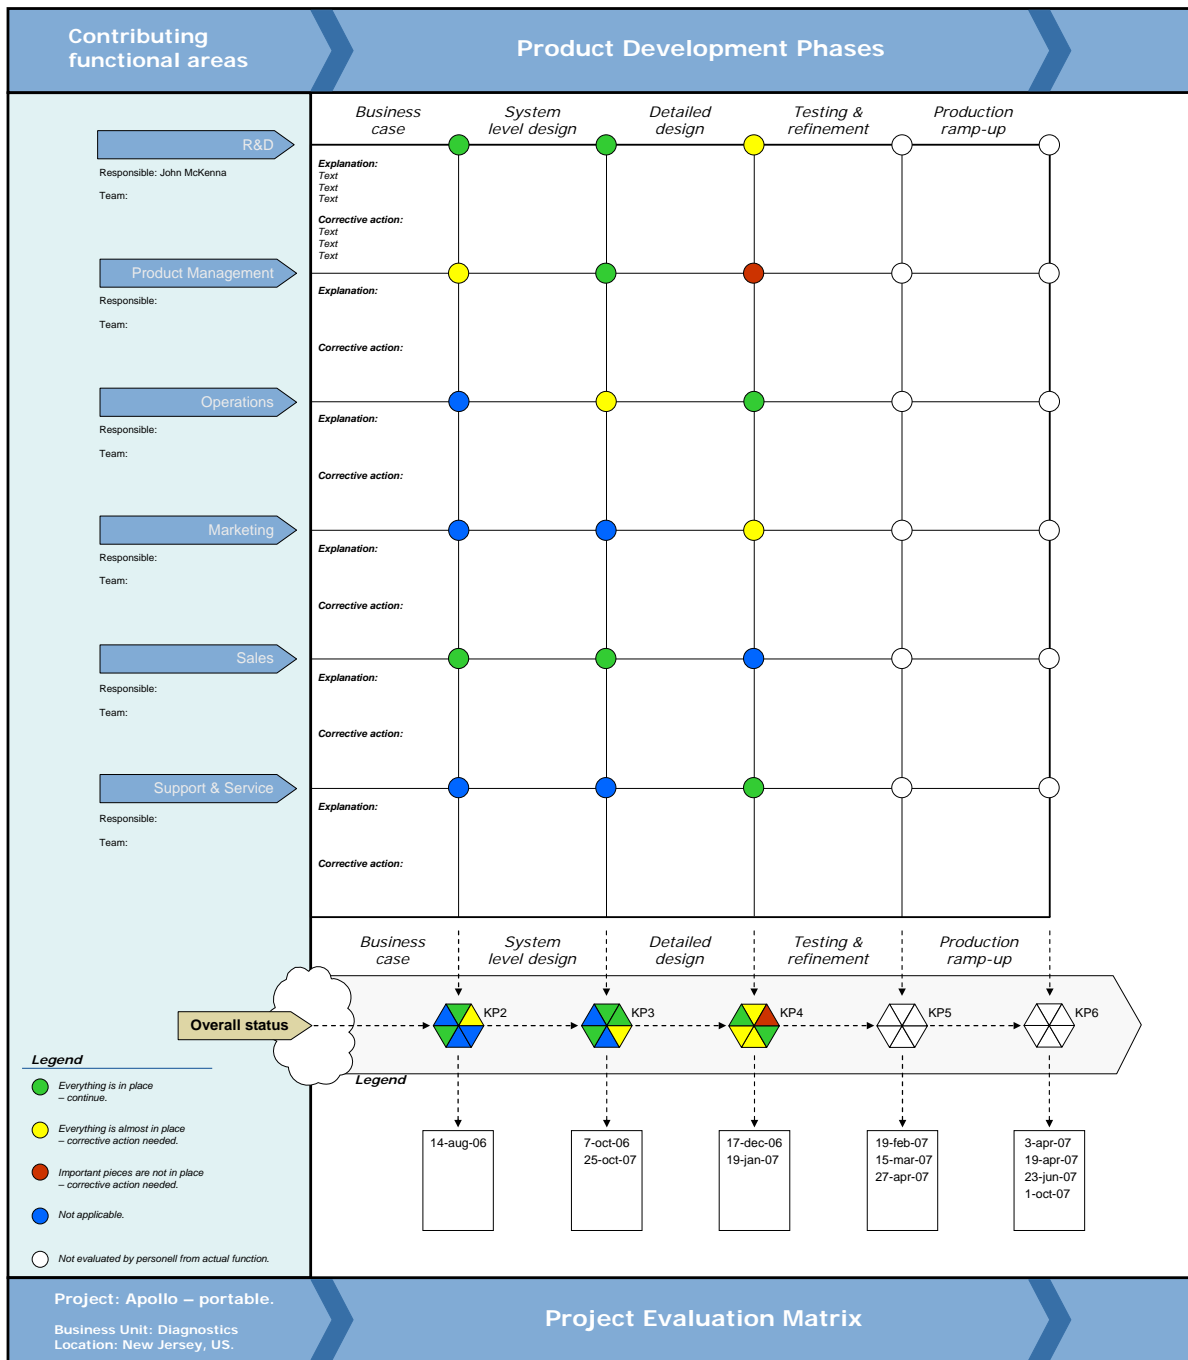 Contributing
functional areas
Product Development Phases
Business
case
System
level design
Detailed
design
Testing &
refinement
Production
ramp-up
R&D
Responsible: John McKenna
Team:
Explanation:
Text
Text
Text
Corrective action:
Text
Text
Text
Product Management
Responsible:
Team:
Explanation:
Corrective action:
Operations
Responsible:
Team:
Explanation:
Corrective action:
Marketing
Responsible:
Team:
Explanation:
Corrective action:
Sales
Responsible:
Team:
Explanation:
Corrective action:
Support & Service
Responsible:
Team:
Explanation:
Corrective action:
Business
case
System
level design
Detailed
design
Testing &
refinement
Production
ramp-up
Overall status
KP2
KP3
KP4
KP5
KP6
Legend
Legend
Everything is in place
– continue.
Everything is almost in place
– corrective action needed.
Important pieces are not in place
– corrective action needed.
Not applicable.
Not evaluated by personell from actual function.
14-aug-06
7-oct-06
25-oct-07
17-dec-06
19-jan-07
19-feb-07
15-mar-07
27-apr-07
3-apr-07
19-apr-07
23-jun-07
1-oct-07
Project: Apollo – portable.
Business Unit: Diagnostics
Location: New Jersey, US.
Project Evaluation Matrix